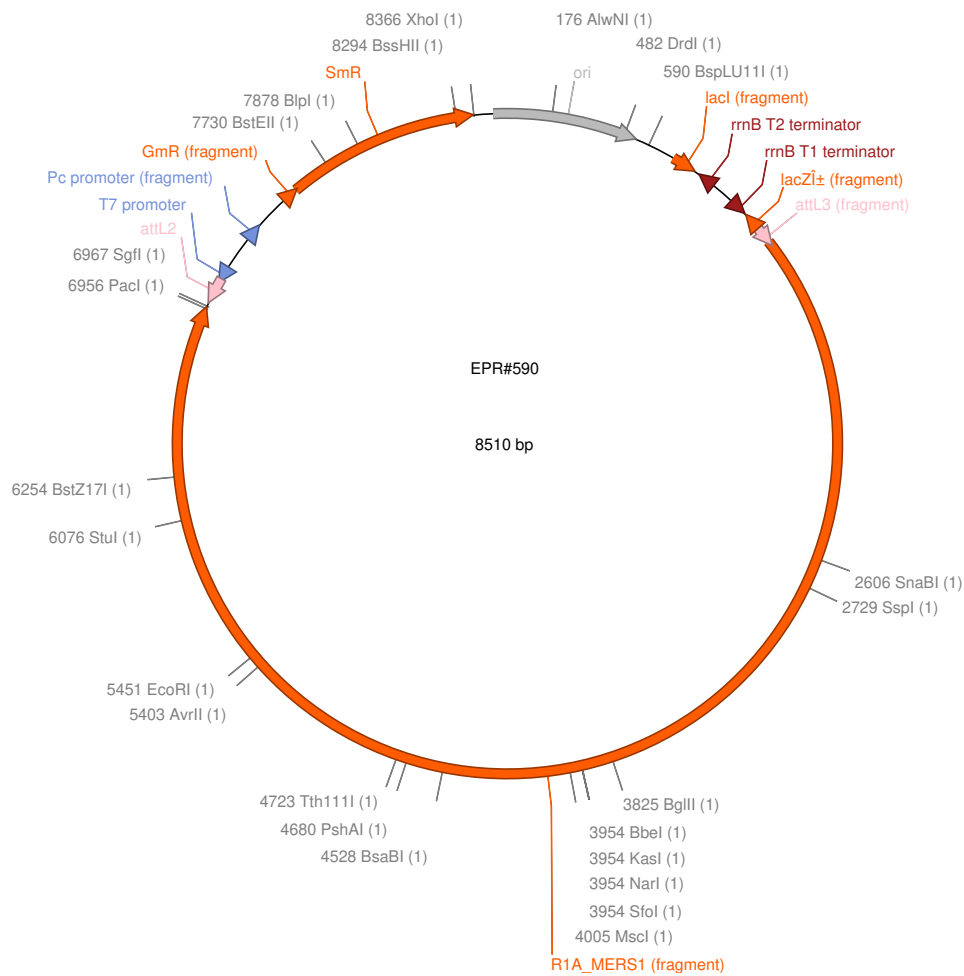 8366 XhoI (1)
176 AlwNI (1)
8294 BssHII (1)
482 DrdI (1)
SmR
ori
590 BspLU11I (1)
7878 BlpI (1)
lacI (fragment)
7730 BstEII (1)
rrnB T2 terminator
GmR (fragment)
rrnB T1 terminator
Pc promoter (fragment)
lacZÎ± (fragment)
T7 promoter
attL3 (fragment)
attL2
6967 SgfI (1)
6956 PacI (1)
EPR#590
8510 bp
6254 BstZ17I (1)
6076 StuI (1)
2606 SnaBI (1)
2729 SspI (1)
5451 EcoRI (1)
5403 AvrII (1)
4723 Tth111I (1)
3825 BglII (1)
4680 PshAI (1)
3954 BbeI (1)
4528 BsaBI (1)
3954 KasI (1)
3954 NarI (1)
3954 SfoI (1)
4005 MscI (1)
R1A_MERS1 (fragment)